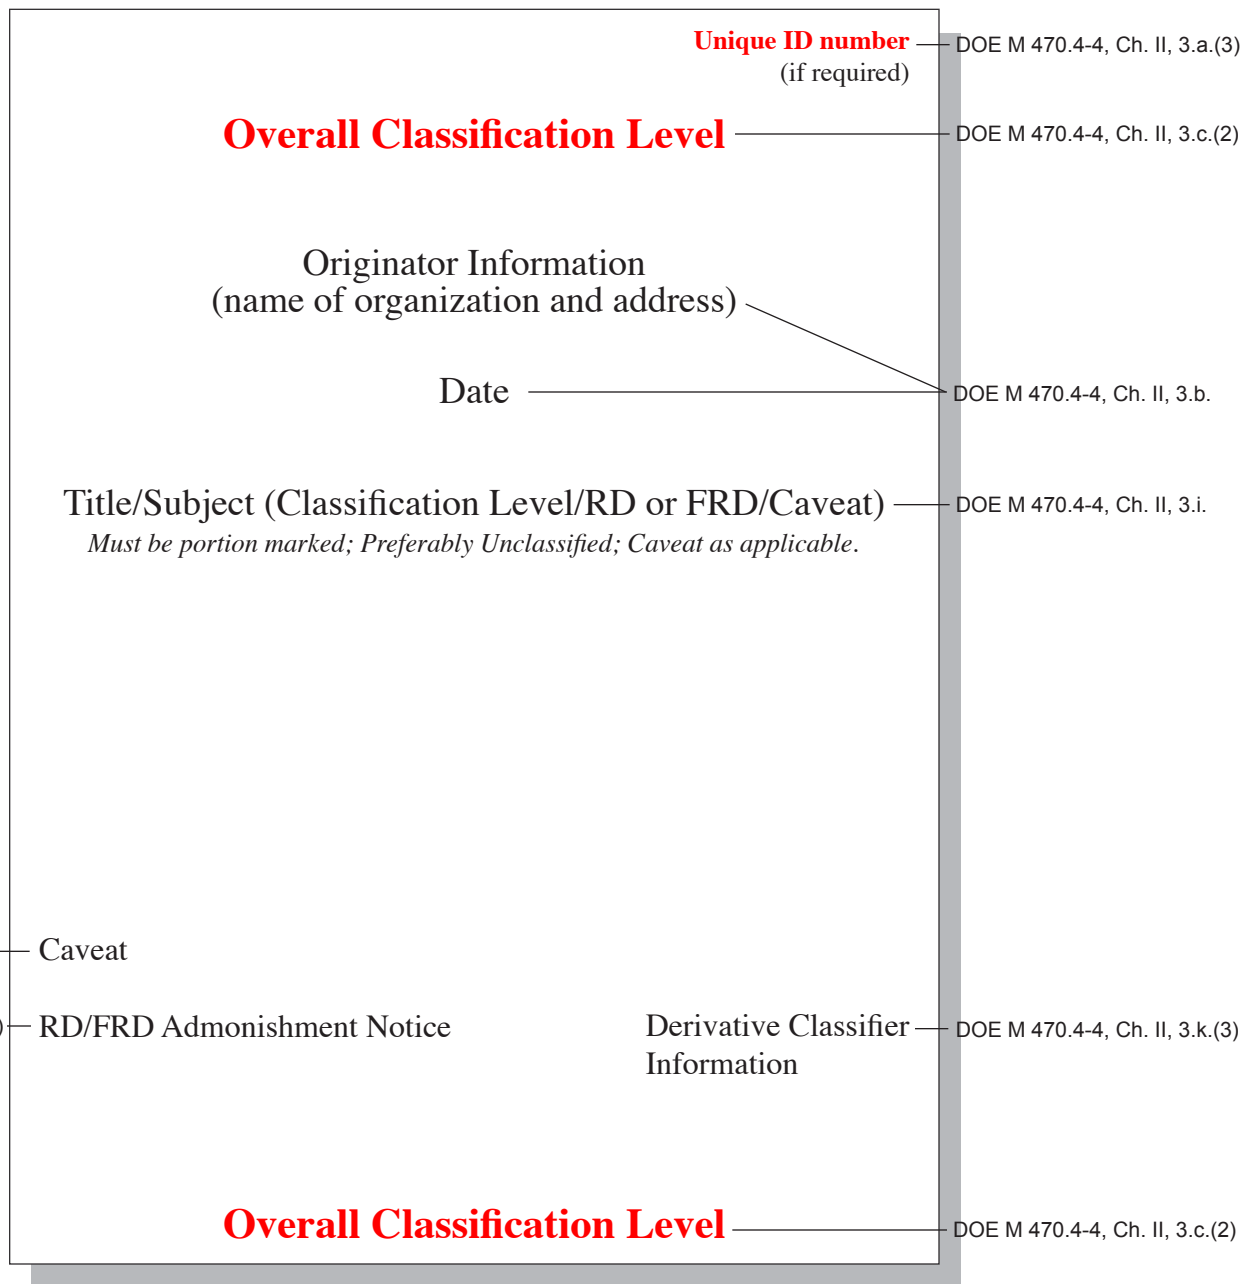 Unique ID number DOE M 470.4-4, Ch. II, 3.a.(3)
(if required)
Overall Classification Level DOE M 470.4-4, Ch. II, 3.c.(2)
Originator Information
(name of organization and address)
Date DOE M 470.4-4, Ch. II, 3.b.
Title/Subject (Classification Level/RD or FRD/Caveat) DOE M 470.4-4, Ch. II, 3.i.
Must be portion marked; Preferably Unclassified; Caveat as applicable.
Caveat
) RD/FRD Admonishment Notice
Derivative Classifier DOE M 470.4-4, Ch. II, 3.k.(3)
Information
Overall Classification Level DOE M 470.4-4, Ch. II, 3.c.(2)